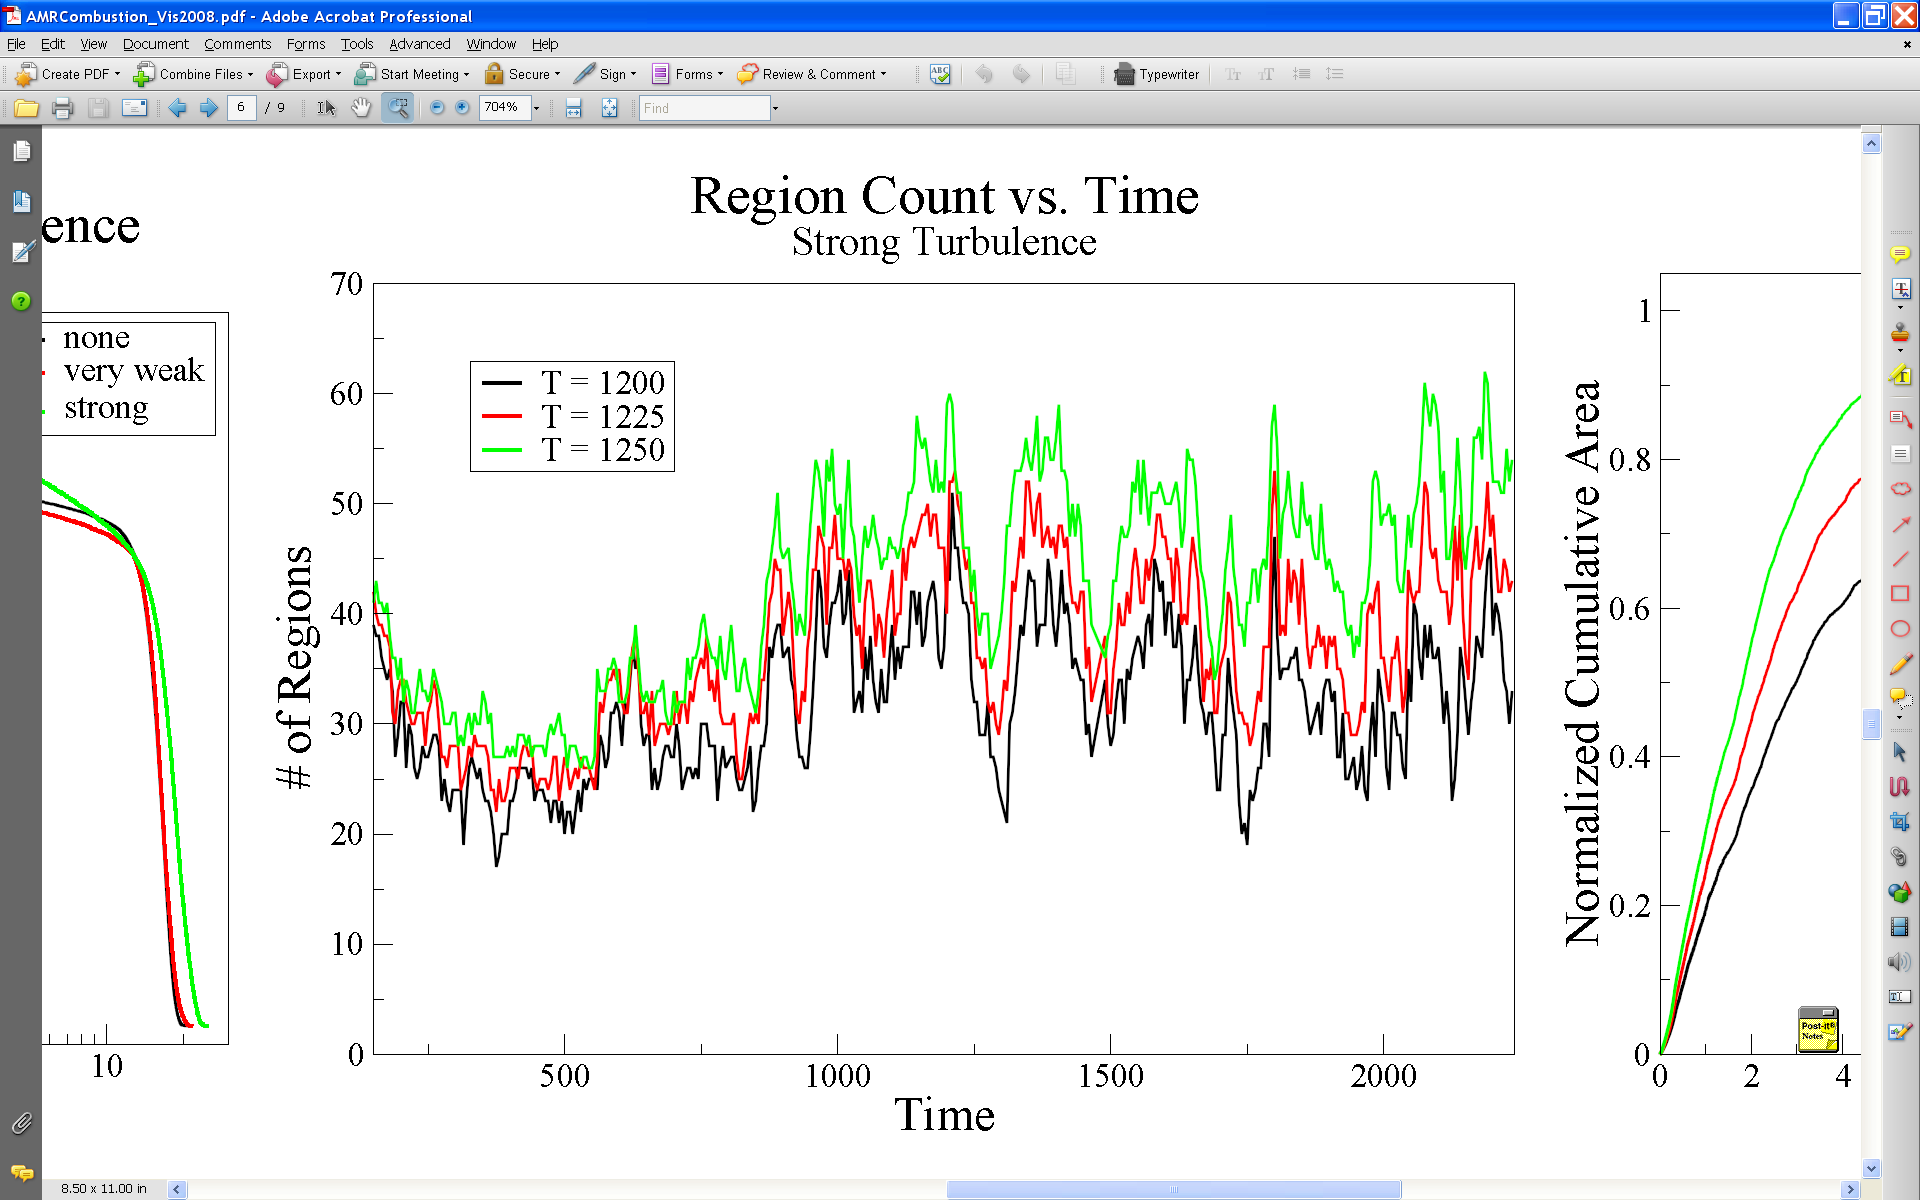 AMRCombustion_Vis2008.pdf - Adobe Acrobat Professional
File Edit View Document Comments Forms Tools Advanced Window Help
Create PDF Combine Files Export Start Meeting Secure Sign Forms Review & Comment ABC Typewriter
6 / 9 704% Find
ence
none
very weak
strong
10
Region Count vs. Time
Strong Turbulence
# of Regions
70
60
50
40
30
20
10
0
T = 1200
T = 1225
T = 1250
500 1000 1500 2000
Time
Normalized Cumulative Area
1
0.8
0.6
0.4
0.2
0
0 2 4
Post-it®
Notes
8.50 x 11.00 in